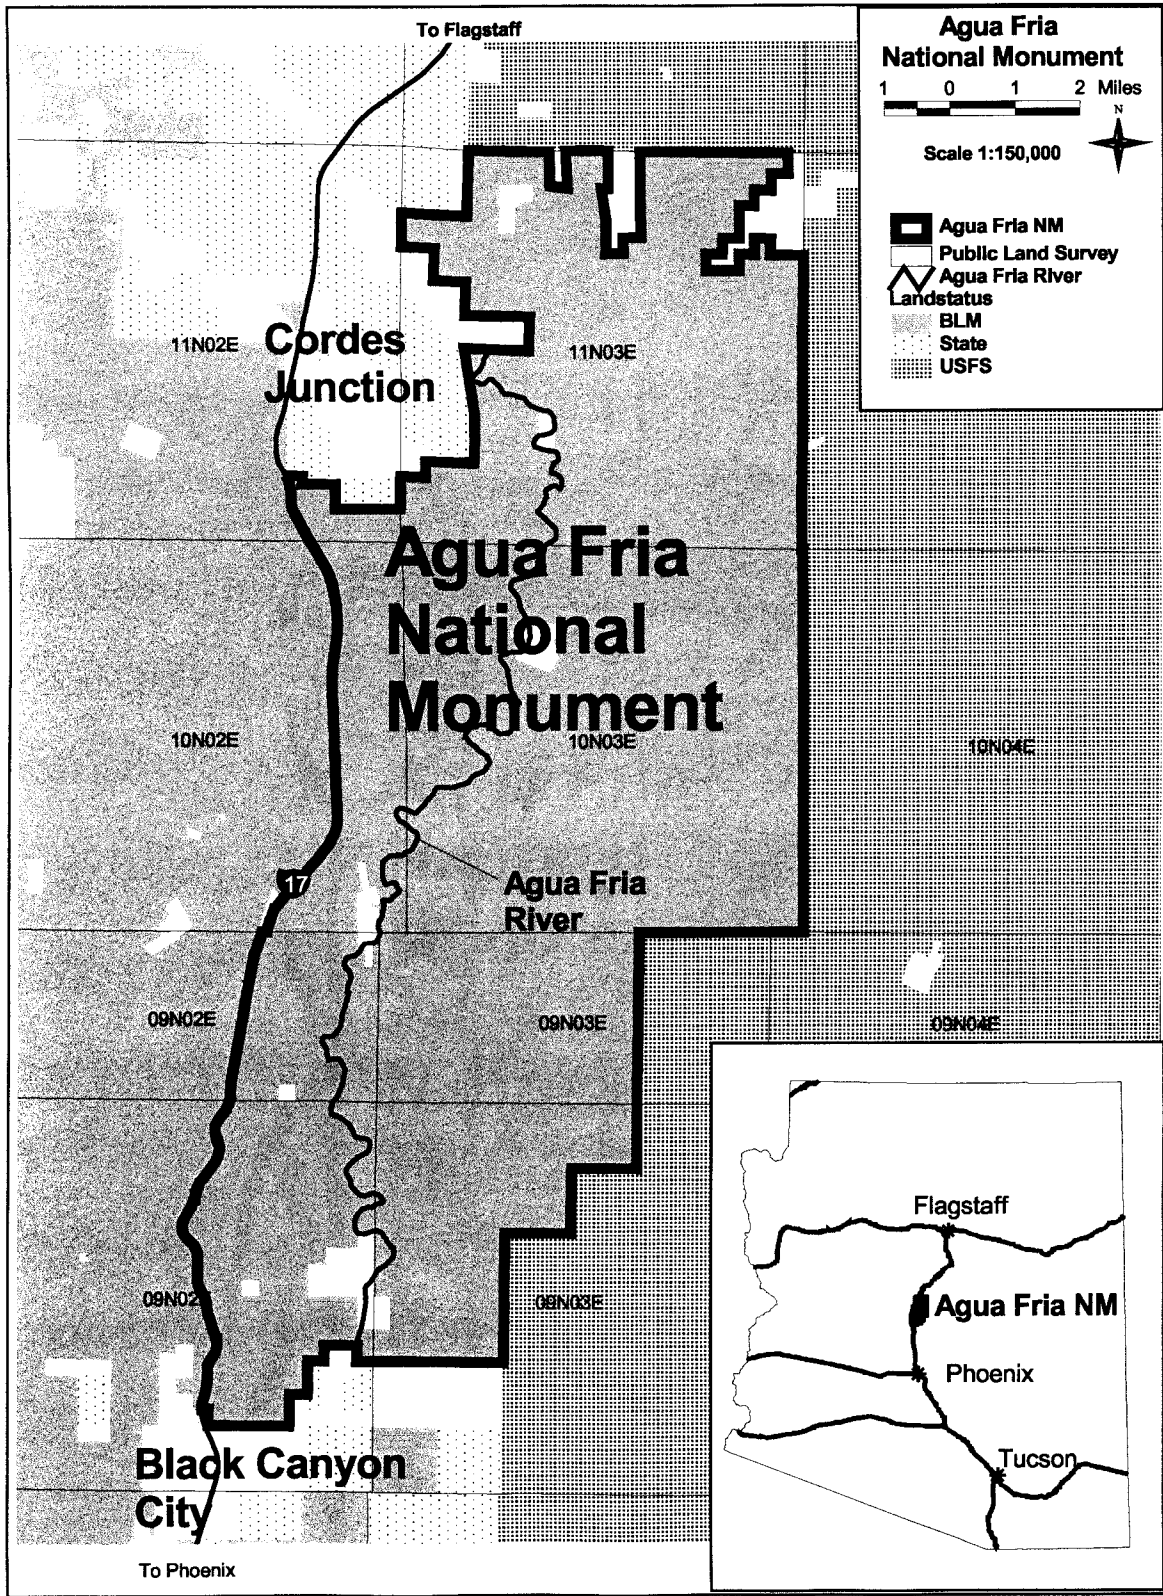 To Flagstaff
Agua Fria
National Monument
1 0 1 2 Miles
N
Scale 1:150,000
Agua Fria NM
Public Land Survey
Agua Fria River
Landstatus
BLM
State
USFS
11N02E
Cordes
Junction
11N03E
Agua Fria
National
Monument
10N02E
10N03E
10N04E
17
Agua Fria
River
09N02E
09N03E
09N04E
09N02
09N03E
Black Canyon
City
To Phoenix
Flagstaff
Agua Fria NM
Phoenix
Tucson